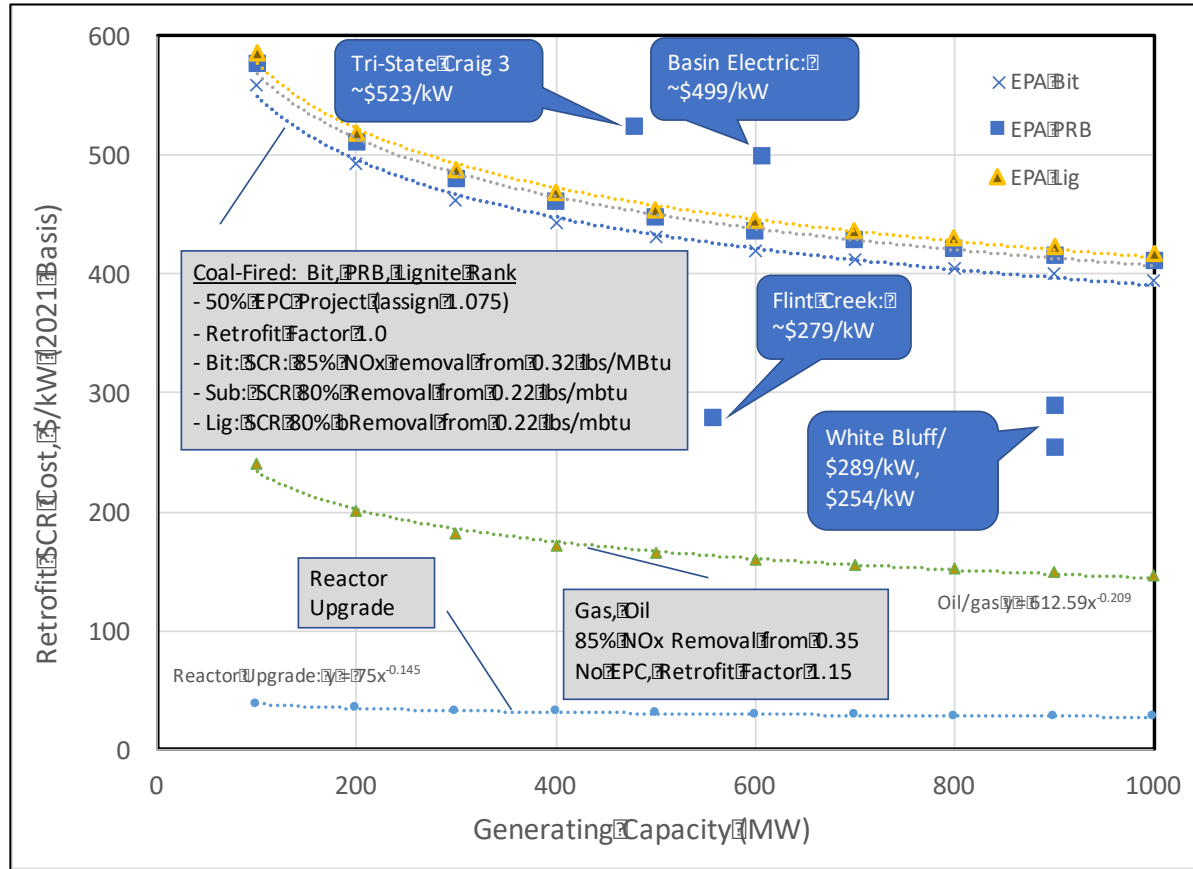 600
500
400
300
200
100
0
0
200
400
600
800
1000
Retrofit SCR Cost, $/kW (2021 Basis)
Generating Capacity (MW)
Tri-State Craig 3
~$523/kW
Basin Electric:
~$499/kW
EPA Bit
EPA PRB
EPA Lig
Coal-Fired: Bit, PRB, Lignite Rank
- 50% EPC Project (assign 1.075)
- Retrofit Factor 1.0
- Bit: SCR: 85% NOx removal from 0.32 lbs/MBtu
- Sub: SCR 80% Removal from 0.22 lbs/mbtu
- Lig: SCR 80% bRemoval from 0.22 lbs/mbtu
Flint Creek:
~$279/kW
White Bluff/
$289/kW,
$254/kW
Reactor
Upgrade
Gas, Oil
85% NOx Removal from 0.35
No EPC, Retrofit Factor 1.15
Oil/gas y = 612.59x^-0.209
Reactor Upgrade: y = 75x^-0.145